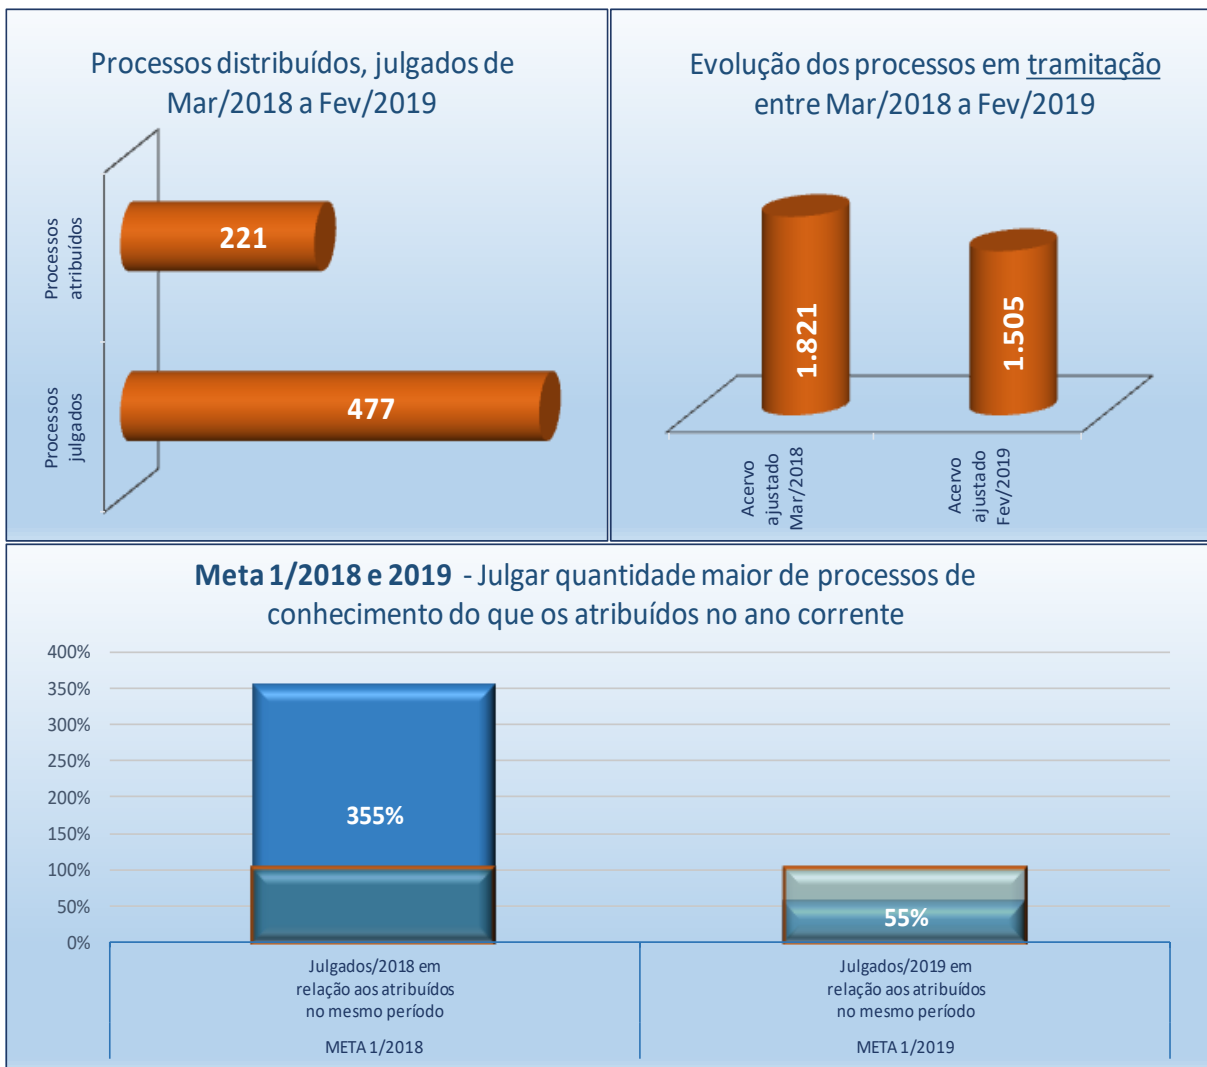 Processos distribuídos, julgados de
Mar/2018 a Fev/2019
Processos
atribuídos
221
Processos
julgados
477
Evolução dos processos em tramitação
entre Mar/2018 a Fev/2019
1.821
1.505
Acervo
ajustado
Mar/2018
Acervo
ajustado
Fev/2019
Meta 1/2018 e 2019 - Julgar quantidade maior de processos de
conhecimento do que os atribuídos no ano corrente
400%
350%
300%
250%
200%
150%
100%
50%
0%
355%
55%
Julgados/2018 em
relação aos atribuídos
no mesmo período
META 1/2018
Julgados/2019 em
relação aos atribuídos
no mesmo período
META 1/2019